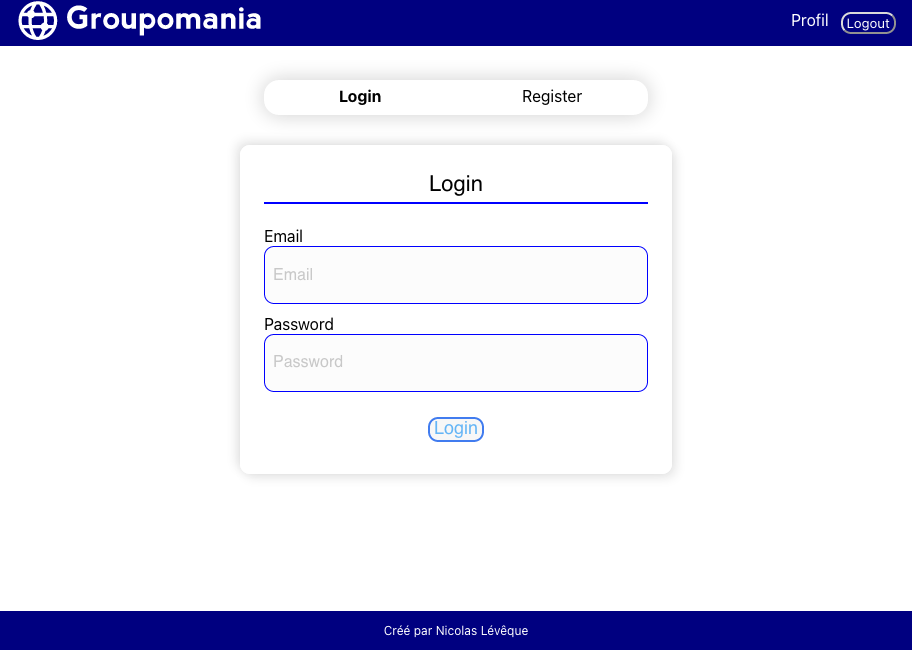 Groupomania
Profil Logout
Login Register
Login
Email
Email
Password
Password
Login
Créé par Nicolas Lévêque